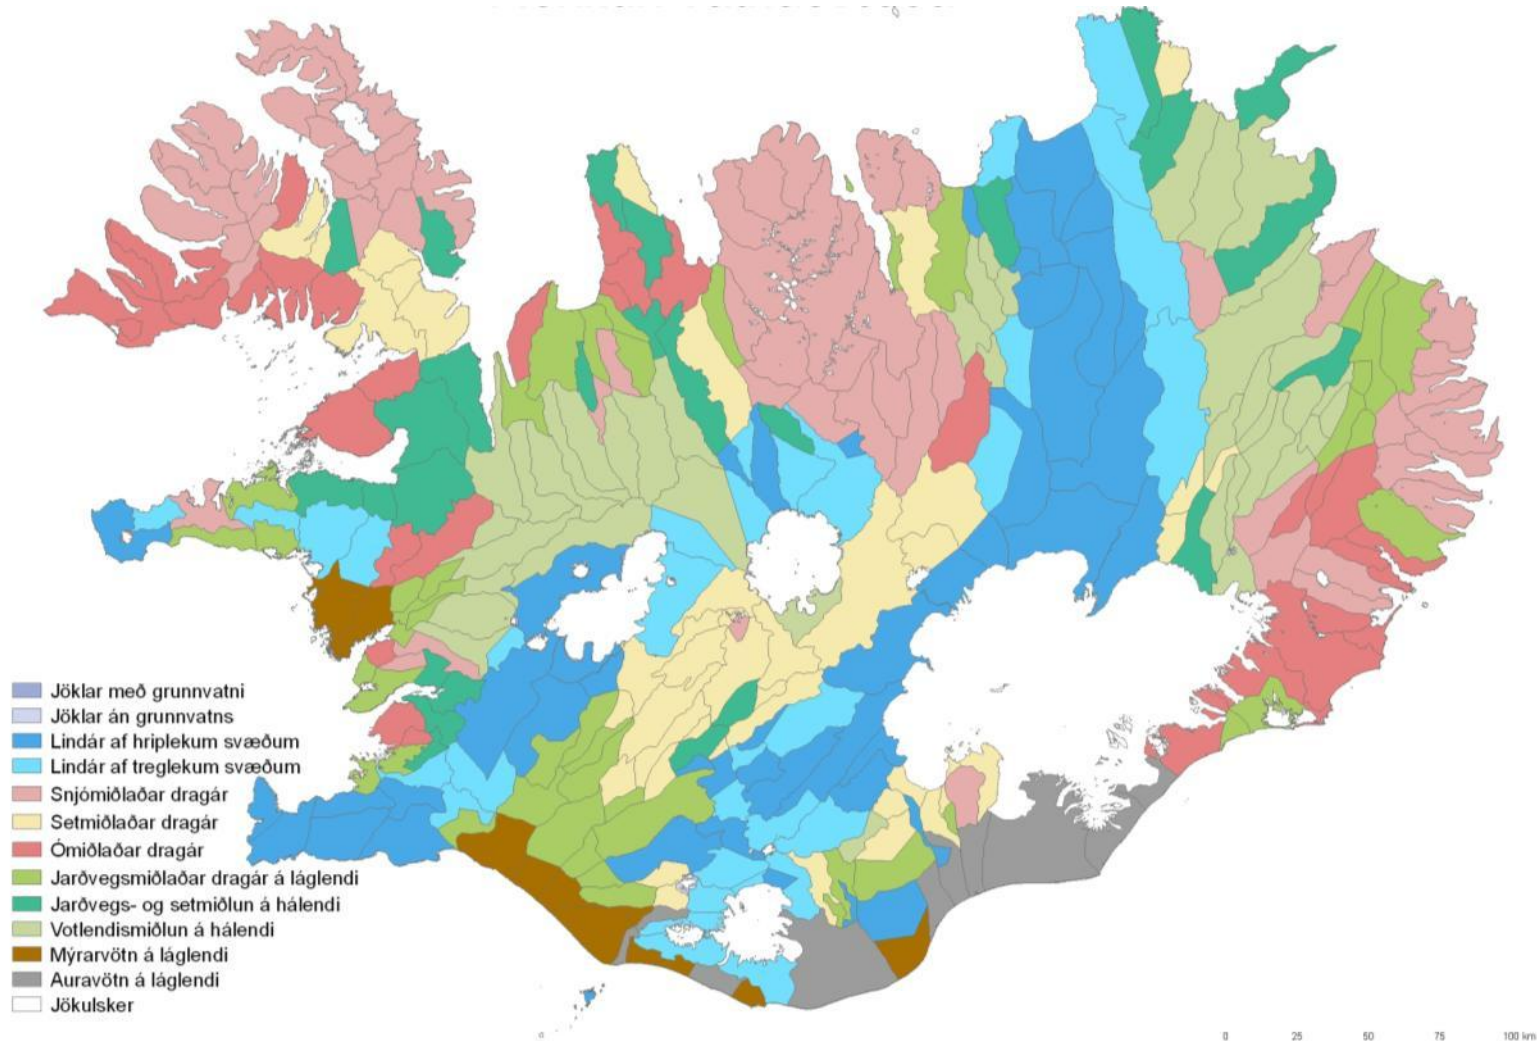 Jöklar með grunnvatni
Jöklar án grunnvatns
Lindár af hriplekum svæðum
Lindár af treglekum svæðum
Snjómiðlaðar dragár
Setmiðlaðar dragár
Ómiðlaðar dragár
Jarðvegsmiðlaðar dragár á láglendi
Jarðvegs- og setmiðlun á hálendi
Votlendismiðlun á hálendi
Mýrarvötn á láglendi
Auravötn á láglendi
Jökulsker
0 25 50 75 100 km